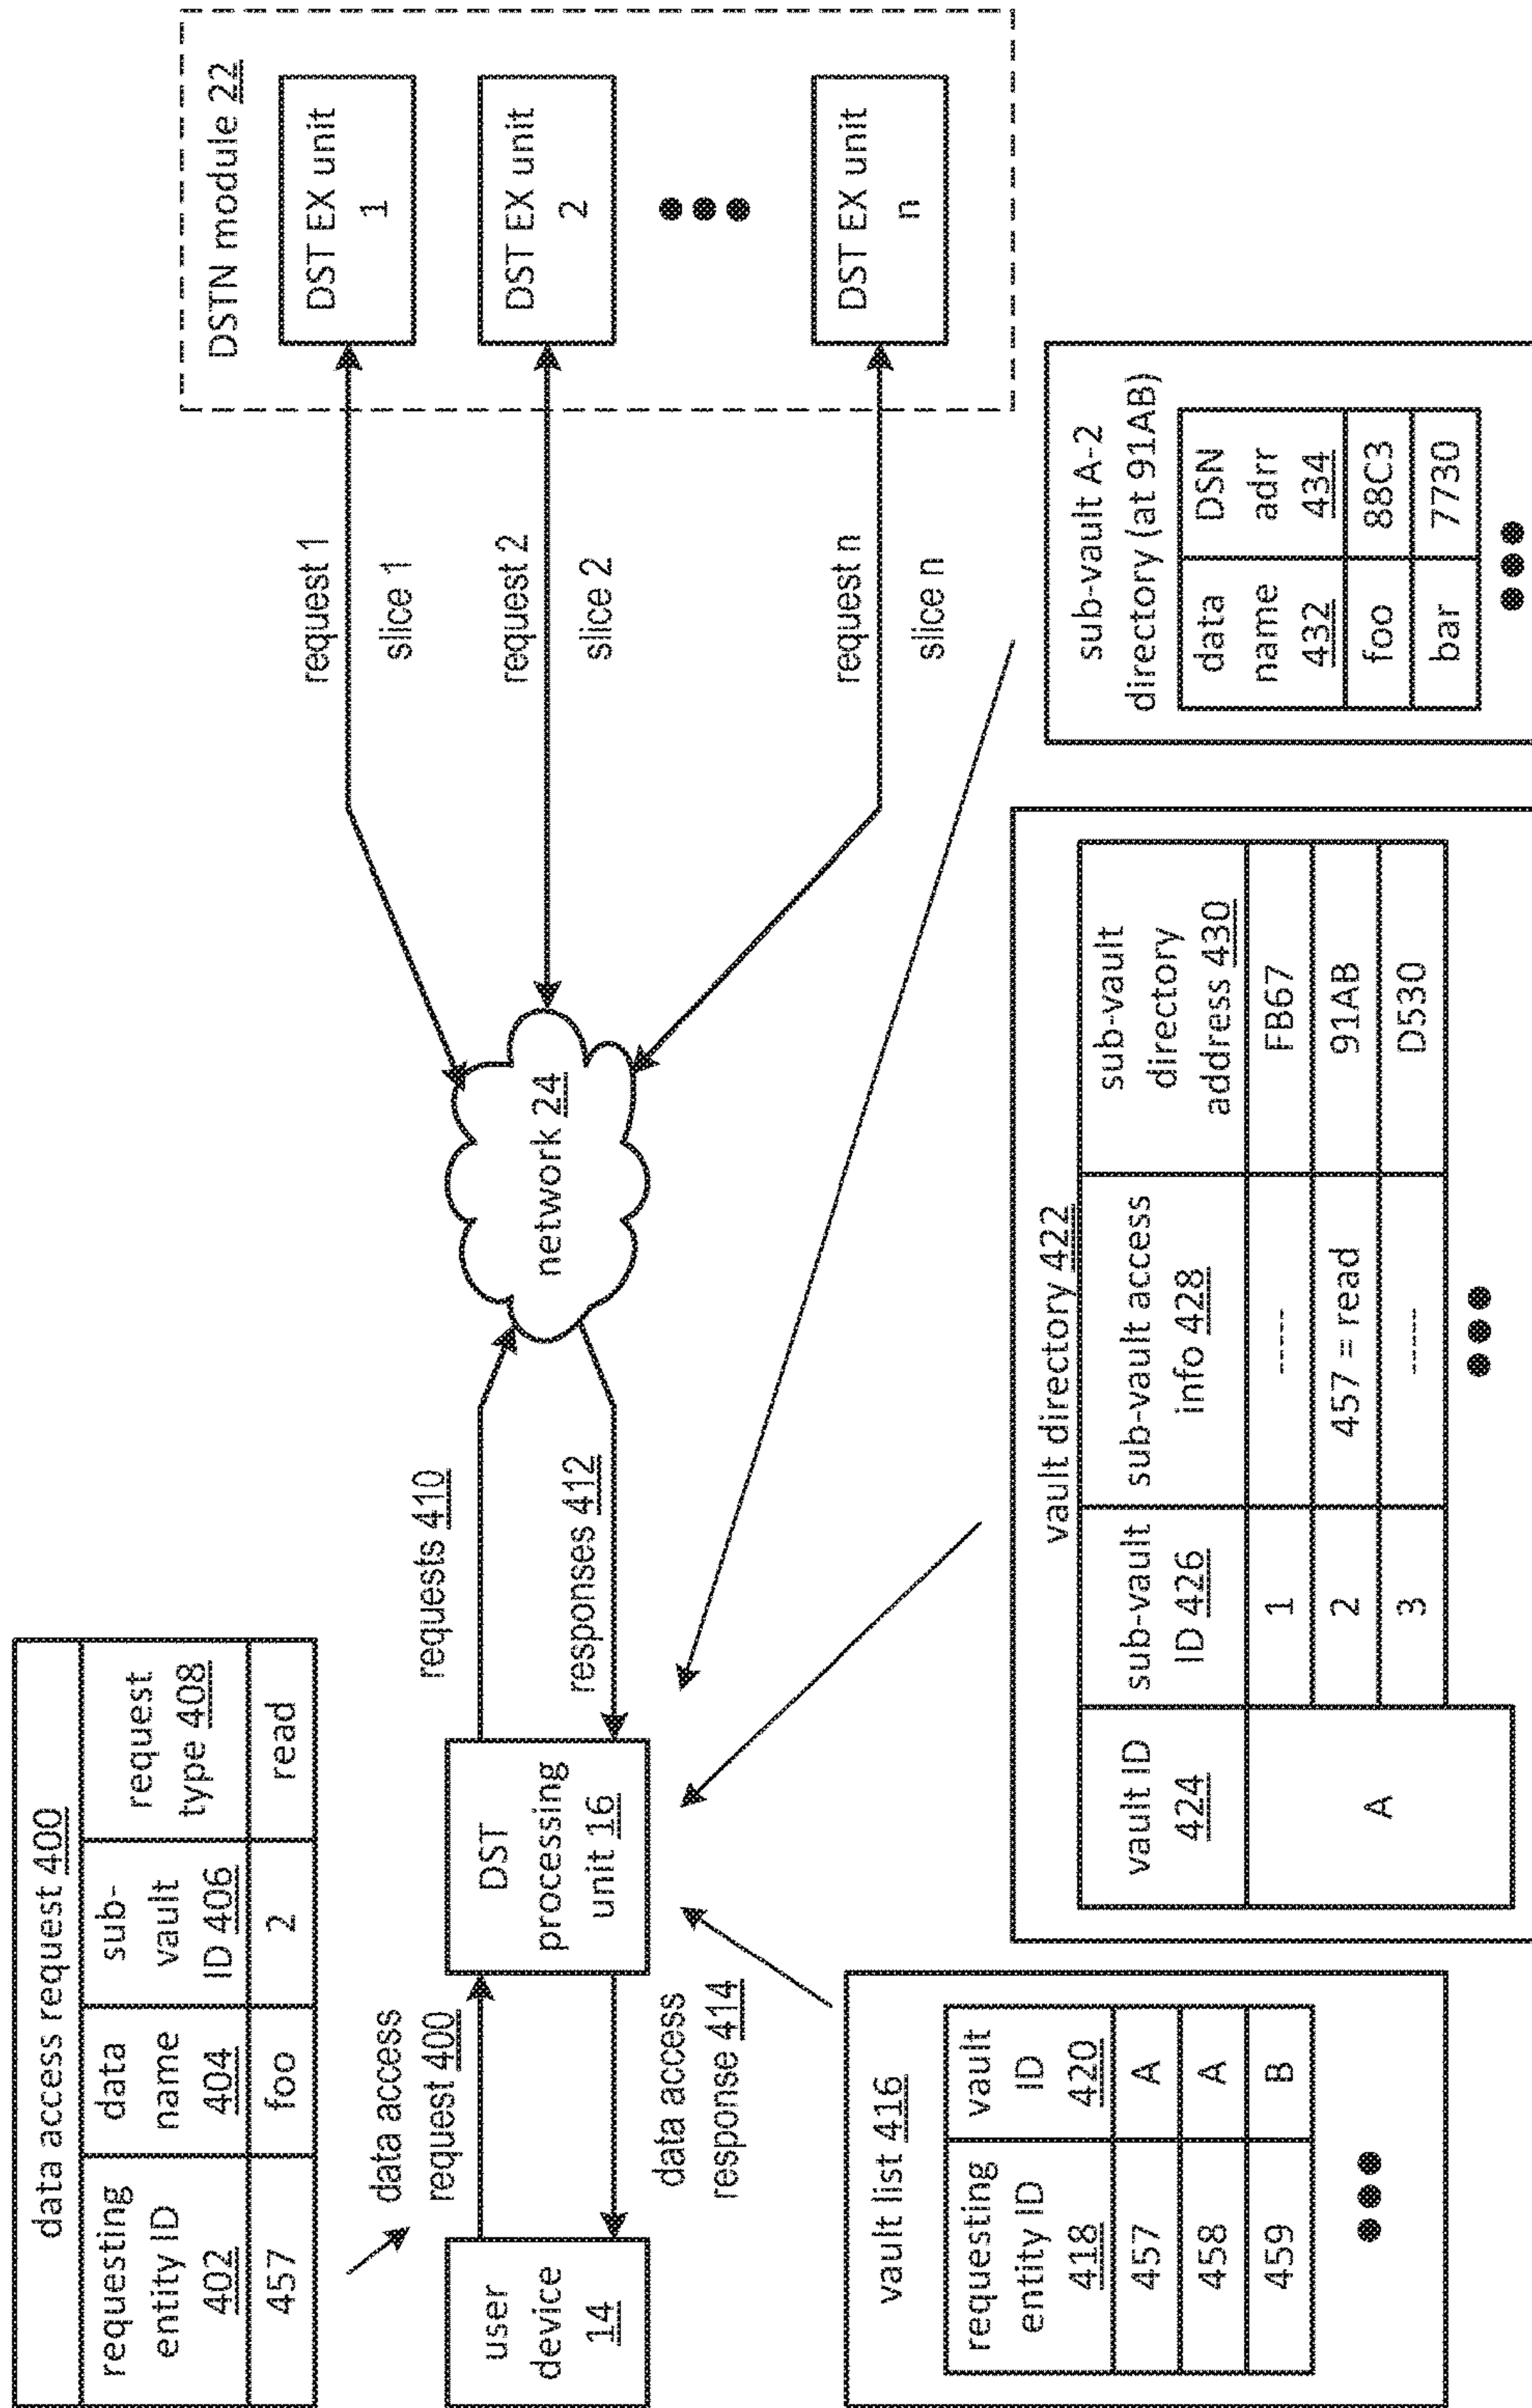 data access request 400
requesting
entity ID
402
data
name
404
sub-
vault
ID 406
request
type 408
457
foo
2
read
user
device
14
data access
request 400
data access
response 414
DST
processing
unit 16
requests 410
responses 412
network 24
request 1
slice 1
request 2
slice 2
request n
slice n
DSTN module 22
DST EX unit
1
DST EX unit
2
DST EX unit
n
vault list 416
requesting
entity ID
418
vault
ID
420
457
A
458
A
459
B
vault directory 422
vault ID
424
sub-vault
ID 426
sub-vault access
info 428
sub-vault
directory
address 430
A
1
-----
FB67
2
457 = read
91AB
3
-----
D530
sub-vault A-2
directory (at 91AB)
data
name
432
DSN
adrr
434
foo
88C3
bar
7730